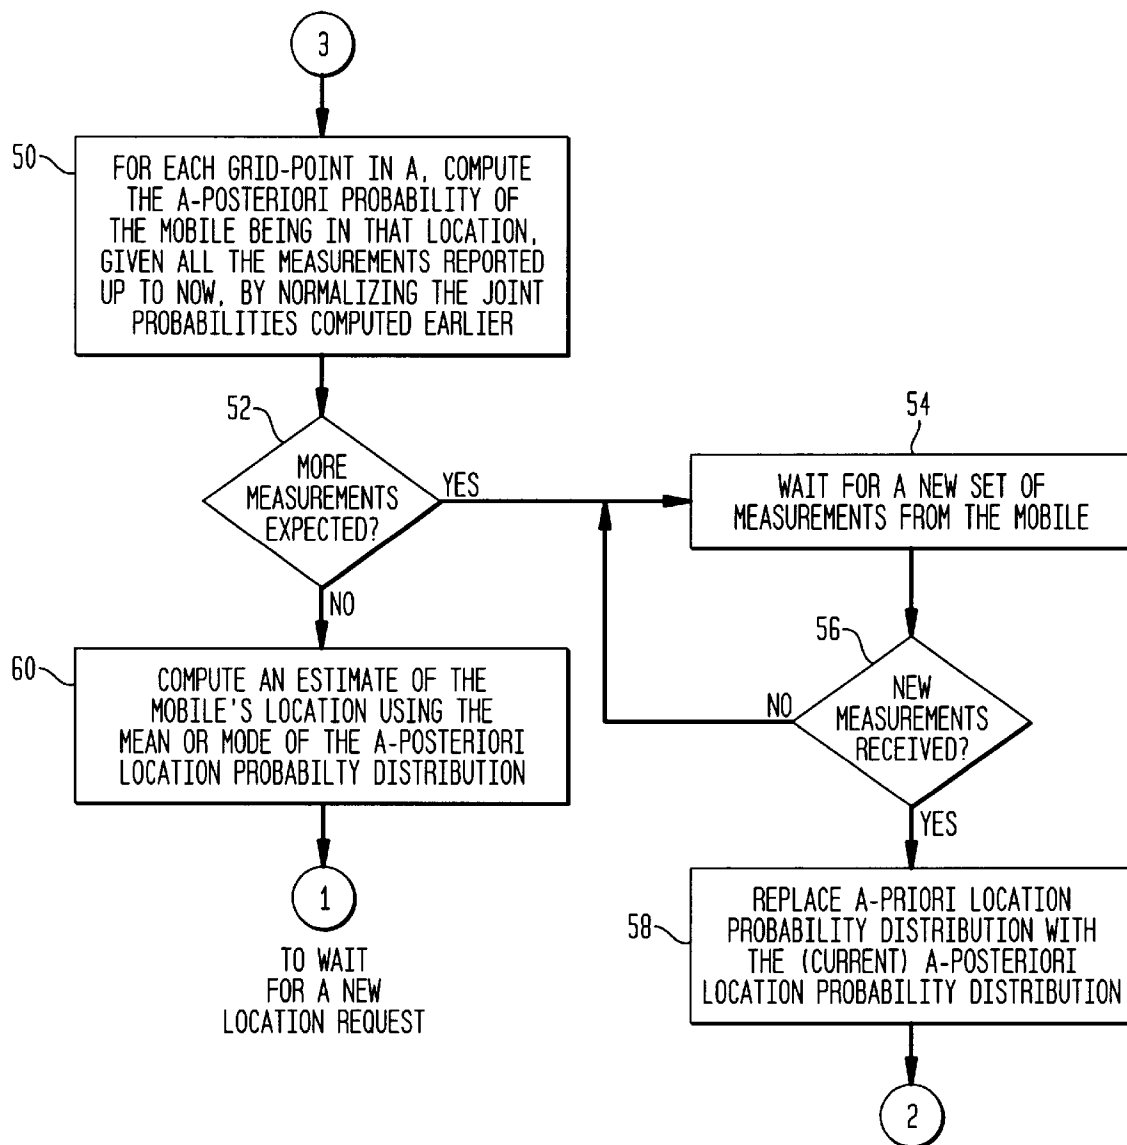 3
50
FOR EACH GRID-POINT IN A, COMPUTE
THE A-POSTERIORI PROBABILITY OF
THE MOBILE BEING IN THAT LOCATION,
GIVEN ALL THE MEASUREMENTS REPORTED
UP TO NOW, BY NORMALIZING THE JOINT
PROBABILITIES COMPUTED EARLIER
52
MORE
MEASUREMENTS
EXPECTED?
YES
NO
54
WAIT FOR A NEW SET OF
MEASUREMENTS FROM THE MOBILE
56
NEW
MEASUREMENTS
RECEIVED?
NO
YES
60
COMPUTE AN ESTIMATE OF THE
MOBILE'S LOCATION USING THE
MEAN OR MODE OF THE A-POSTERIORI
LOCATION PROBABILTY DISTRIBUTION
1
TO WAIT
FOR A NEW
LOCATION REQUEST
58
REPLACE A-PRIORI LOCATION
PROBABILITY DISTRIBUTION WITH
THE (CURRENT) A-POSTERIORI
LOCATION PROBABILITY DISTRIBUTION
2